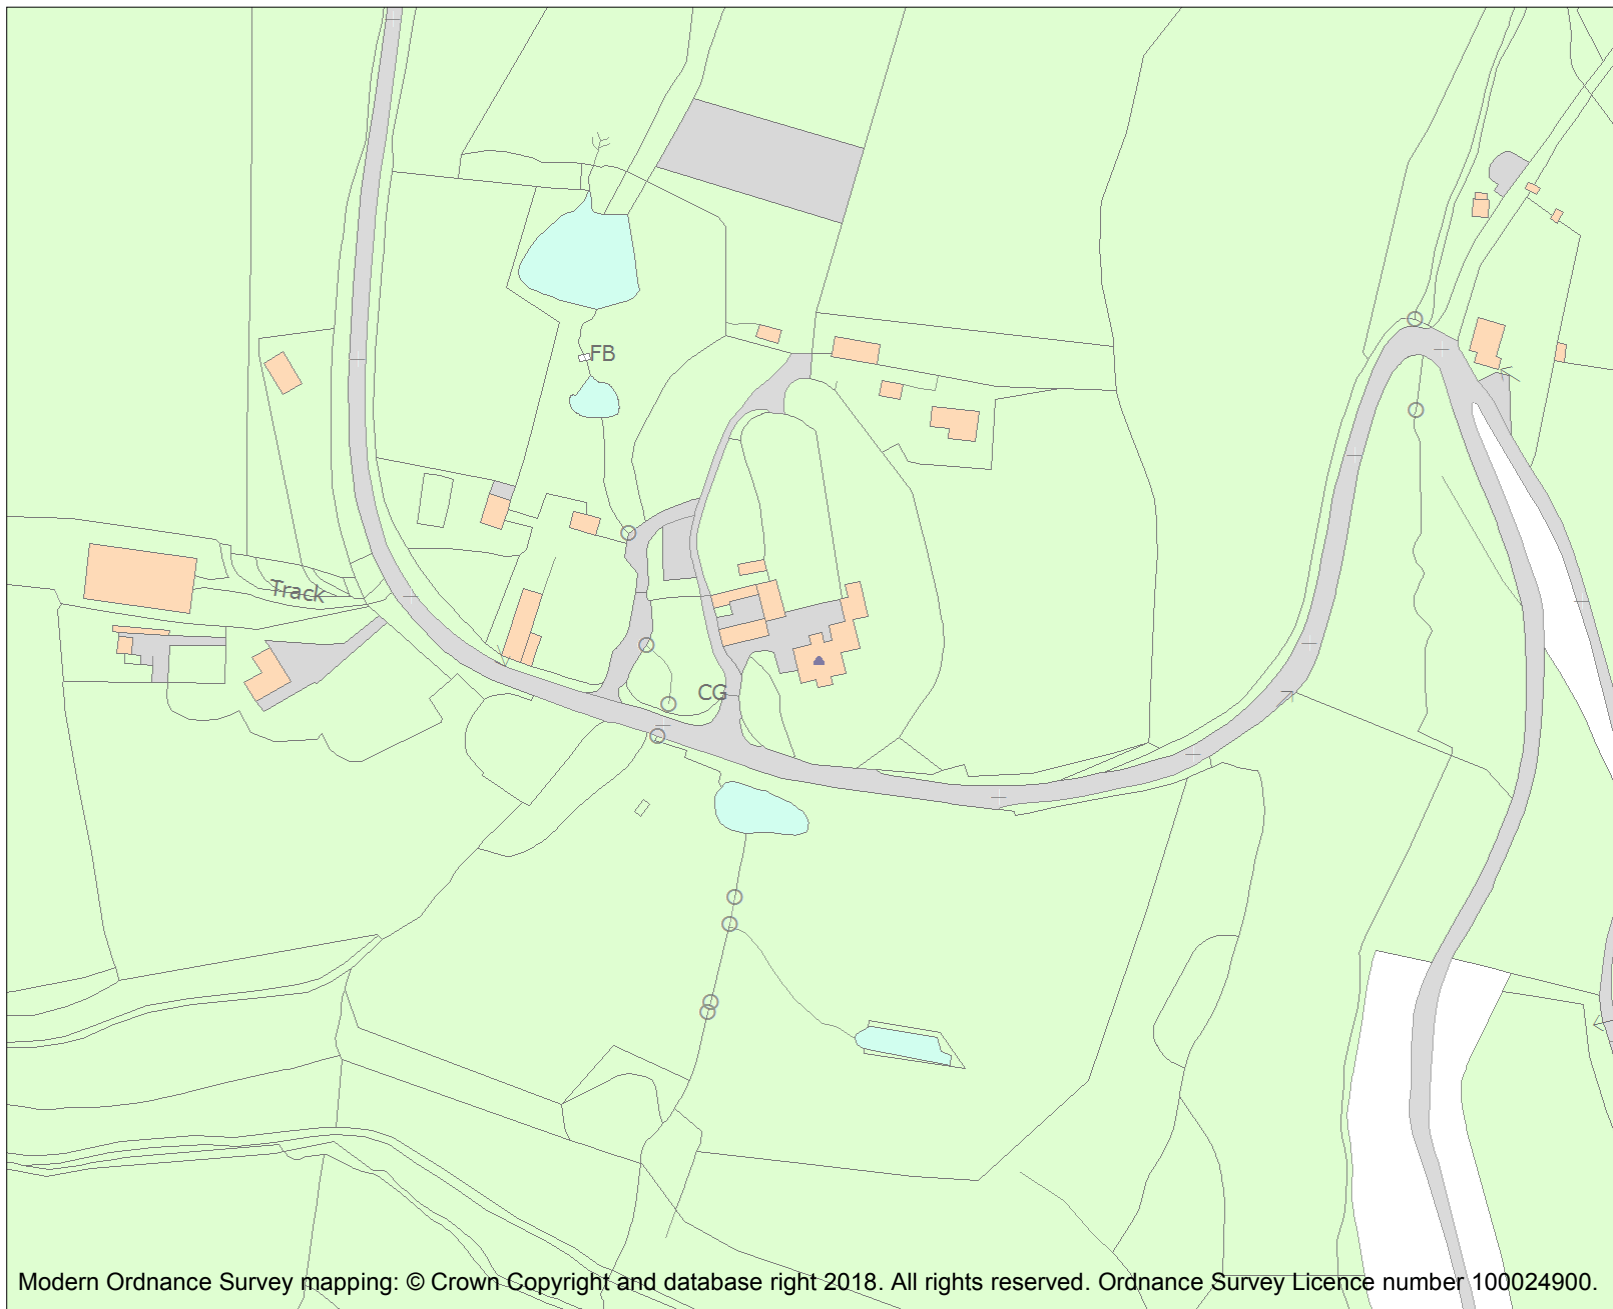 FB
Track
CG
Modern Ordnance Survey mapping: © Crown Copyright and database right 2018. All rights reserved. Ordnance Survey Licence number 100024900.